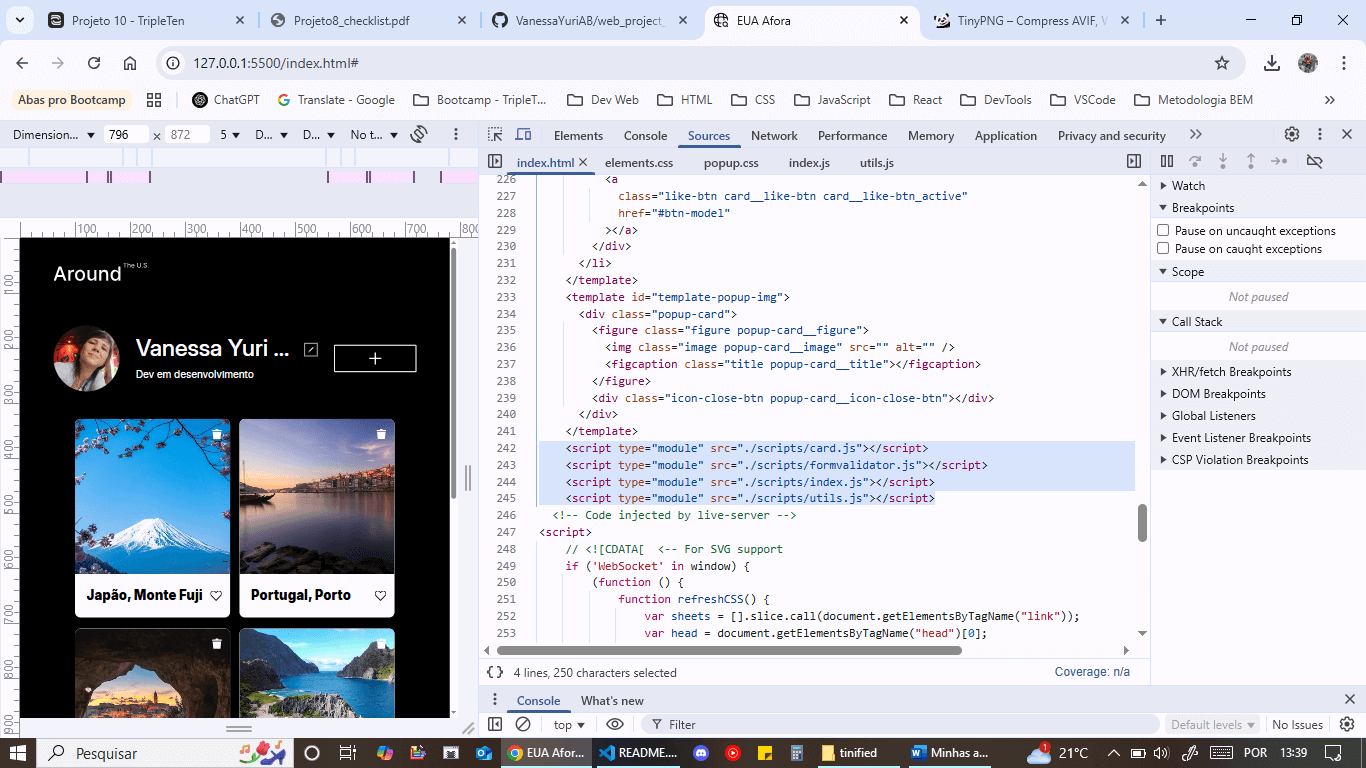 Projeto 10 - TripleTen
Projeto8_checklist.pdf
VanessaYuriAB/web_project_
EUA Afora
TinyPNG – Compress AVIF, V
127.0.0.1:5500/index.html#
Abas pro Bootcamp
ChatGPT
Translate - Google
Bootcamp - TripleT...
Dev Web
HTML
CSS
JavaScript
React
DevTools
VSCode
Metodologia BEM
Dimension...
796
×
872
5
D...
D...
No t...
Elements
Console
Sources
Network
Performance
Memory
Application
Privacy and security
index.html
elements.css
popup.css
index.js
utils.js
100
200
300
400
500
600
700
800
100
200
300
400
500
600
700
800
900
Around
The U.S.
Vanessa Yuri ...
Dev em desenvolvimento
Japão, Monte Fuji
Portugal, Porto
226 <a
227 class="like-btn card__like-btn card__like-btn_active"
228 href="#btn-model"
229 ></a>
230 </div>
231 </li>
232 </template>
233 <template id="template-popup-img">
234 <div class="popup-card">
235 <figure class="figure popup-card__figure">
236 <img class="image popup-card__image" src="" alt="" />
237 <figcaption class="title popup-card__title"></figcaption>
238 </figure>
239 <div class="icon-close-btn popup-card__icon-close-btn"></div>
240 </div>
241 </template>
242 <script type="module" src="./scripts/card.js"></script>
243 <script type="module" src="./scripts/formvalidator.js"></script>
244 <script type="module" src="./scripts/index.js"></script>
245 <script type="module" src="./scripts/utils.js"></script>
246 <!-- Code injected by live-server -->
247 <script>
248 // <![CDATA[ <-- For SVG support
249 if ('WebSocket' in window) {
250 (function () {
251 function refreshCSS() {
252 var sheets = [].slice.call(document.getElementsByTagName("link"));
253 var head = document.getElementsByTagName("head")[0];
{ } 4 lines, 250 characters selected
Coverage: n/a
Watch
Breakpoints
Pause on uncaught exceptions
Pause on caught exceptions
Scope
Not paused
Call Stack
Not paused
XHR/fetch Breakpoints
DOM Breakpoints
Global Listeners
Event Listener Breakpoints
CSP Violation Breakpoints
Console
What's new
top
Filter
Default levels
No Issues
Pesquisar
EUA Afor...
README....
tinified
Minhas a...
1
21°C
POR
13:39